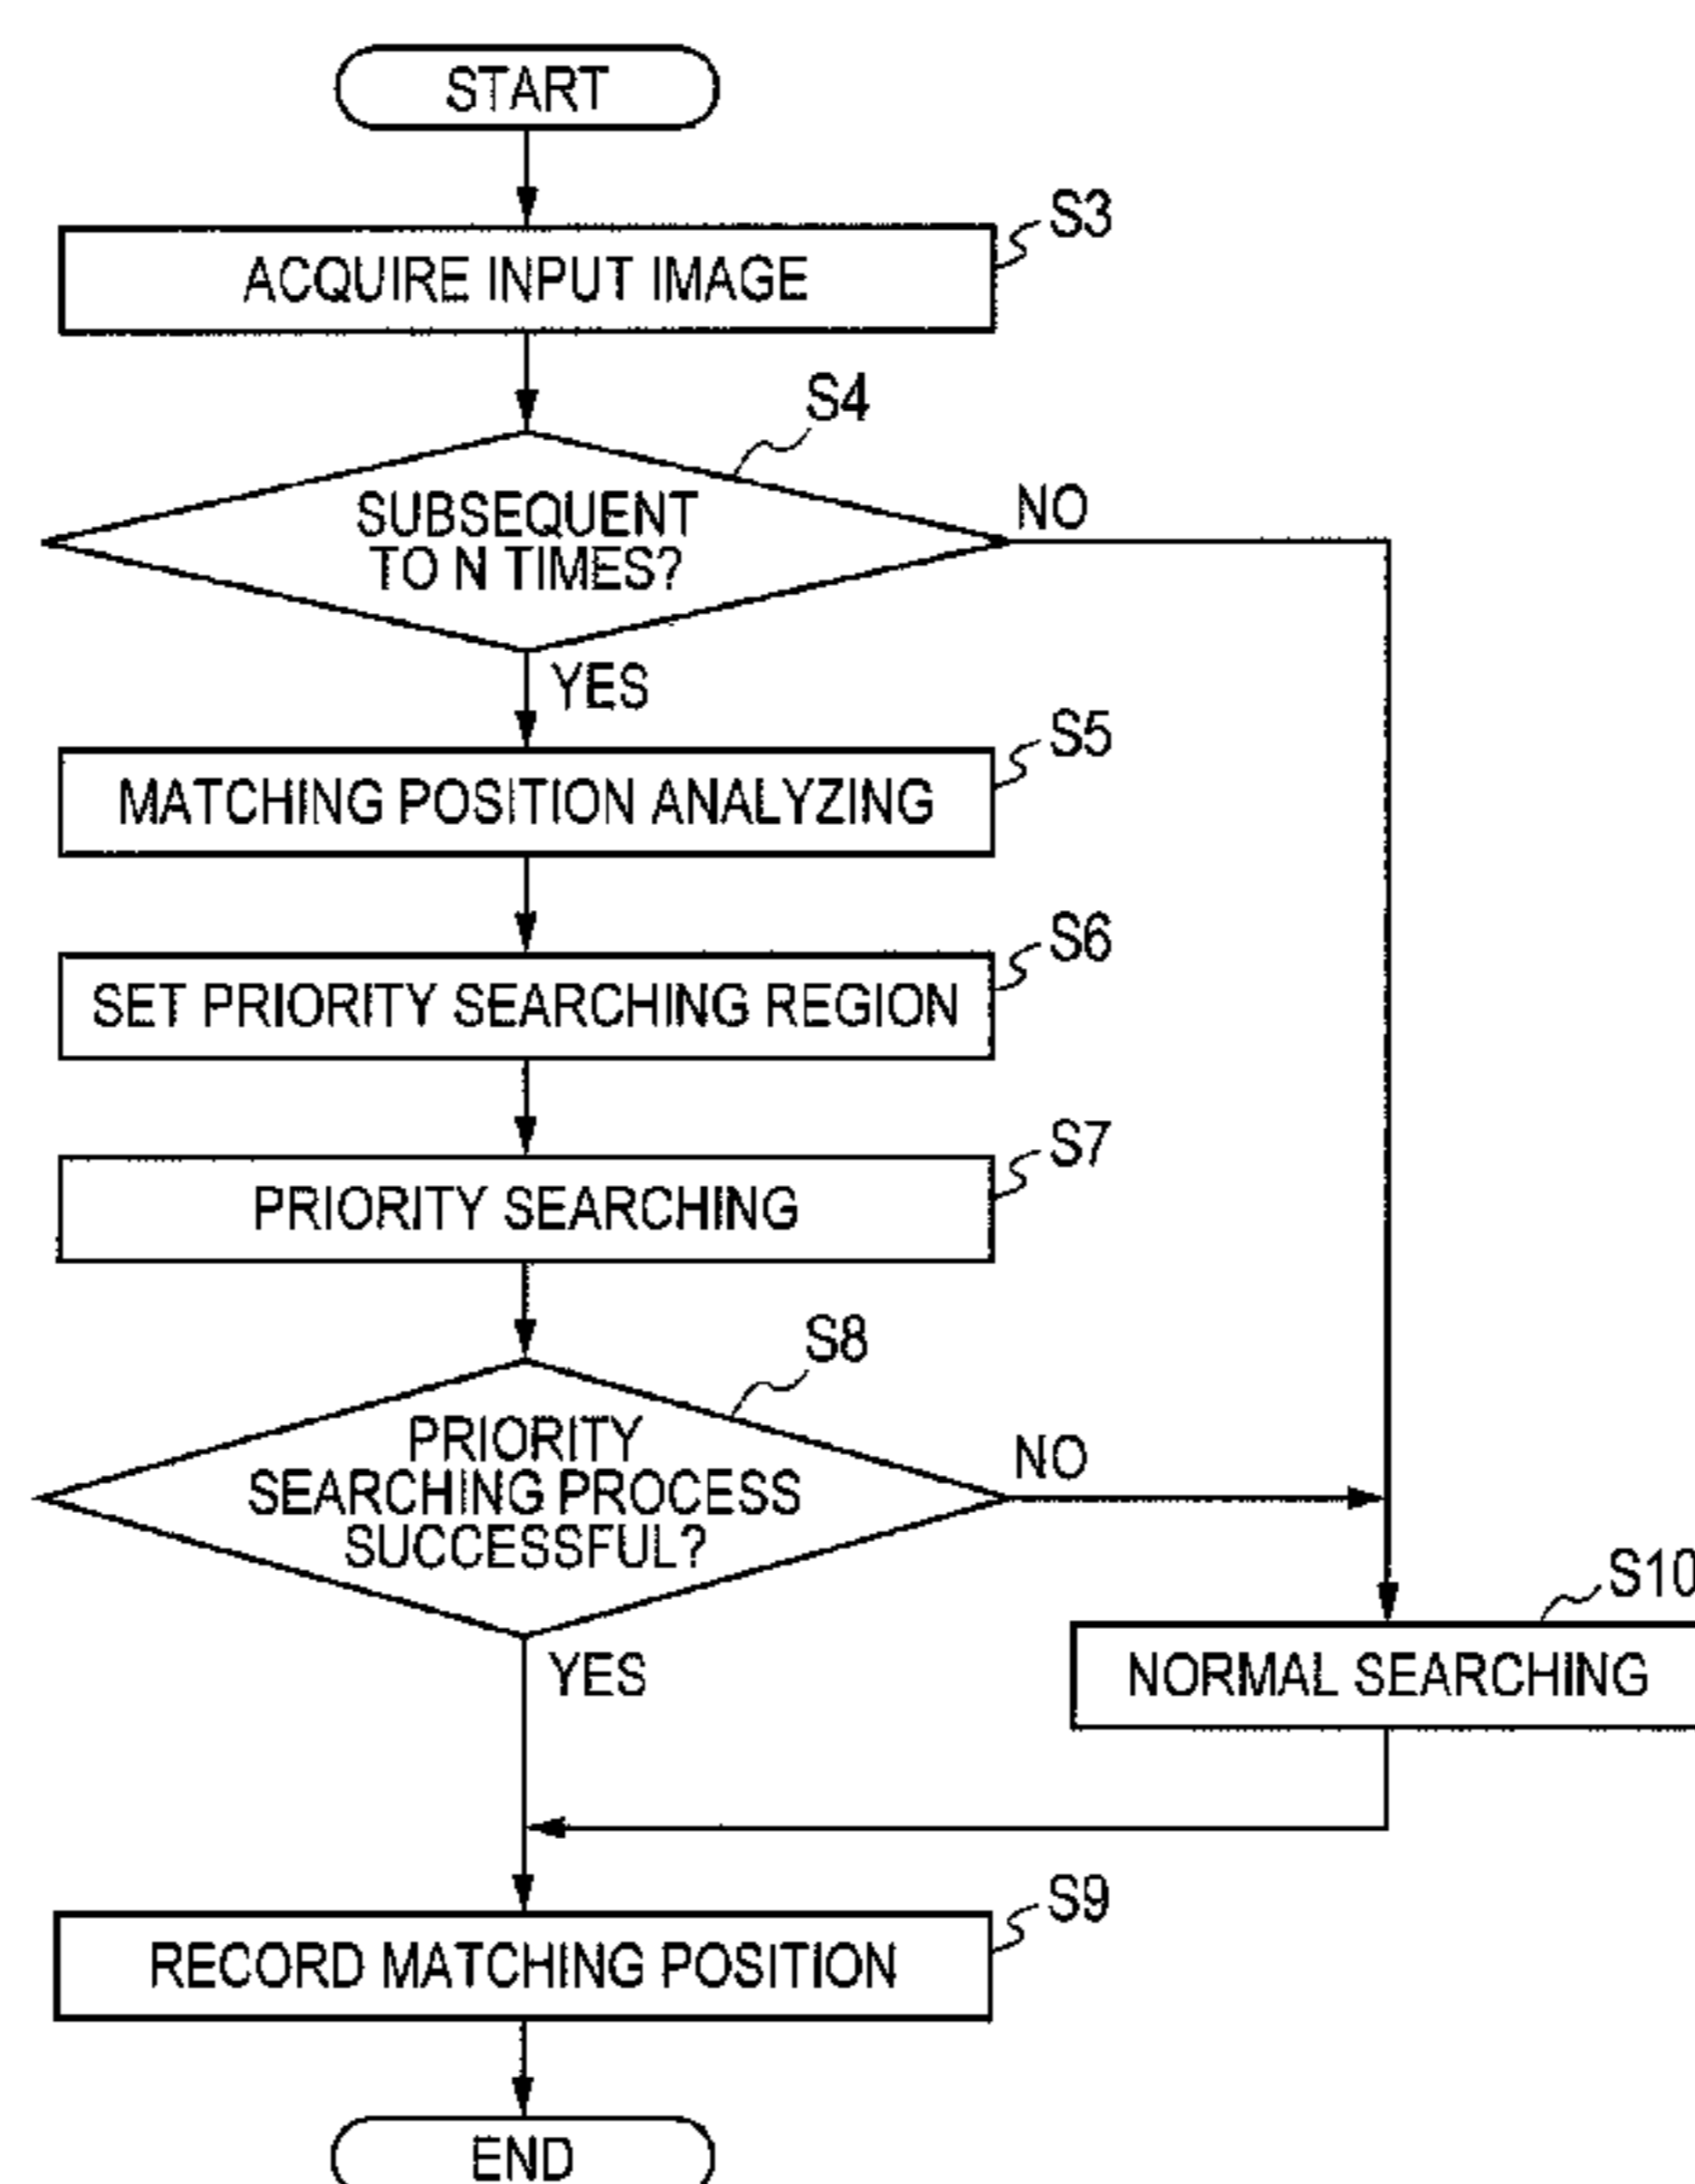 START
S3
ACQUIRE INPUT IMAGE
S4
SUBSEQUENT
TO N TIMES?
NO
YES
S5
MATCHING POSITION ANALYZING
S6
SET PRIORITY SEARCHING REGION
S7
PRIORITY SEARCHING
S8
PRIORITY
SEARCHING PROCESS
SUCCESSFUL?
NO
S10
YES
NORMAL SEARCHING
S9
RECORD MATCHING POSITION
END